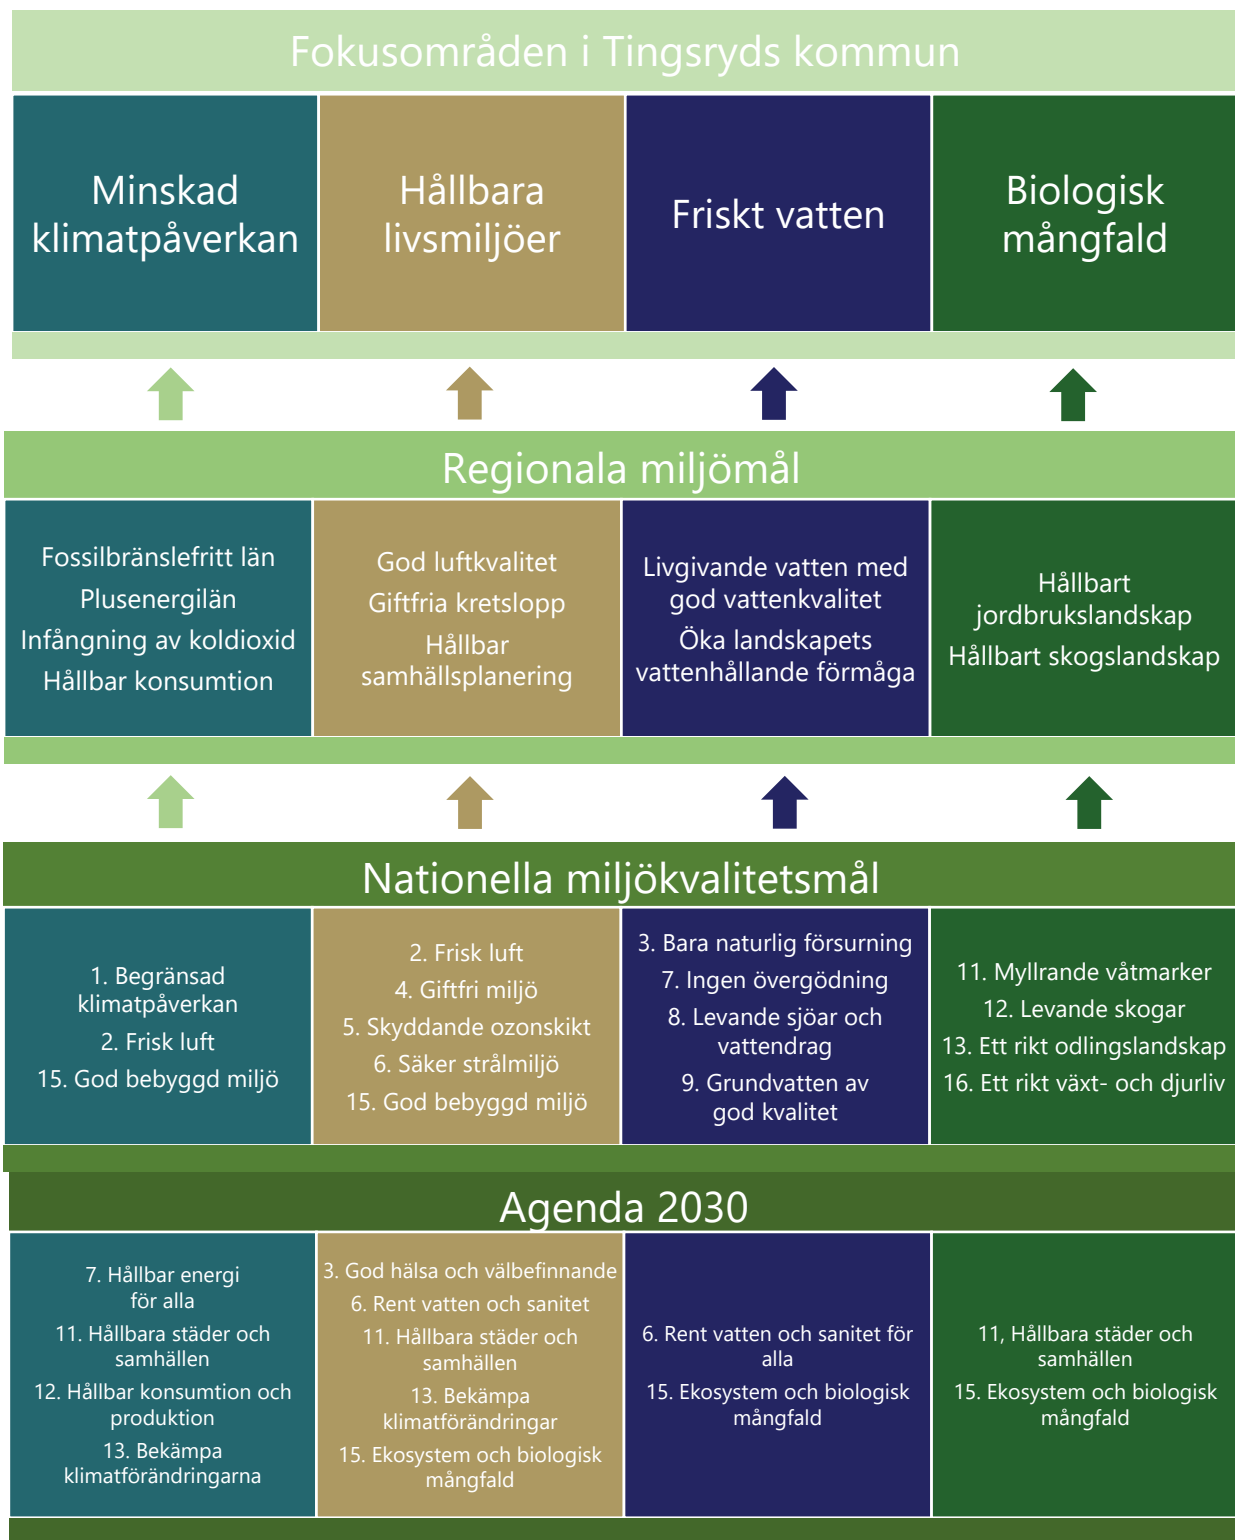 Fokusområden i Tingsryds kommun
Minskad
klimatpåverkan
Hållbara
livsmiljöer
Friskt vatten
Biologisk
mångfald
Regionala miljömål
Fossilbränslefritt län
Plusenergilän
Infångning av koldioxid
Hållbar konsumtion
God luftkvalitet
Giftfria kretslopp
Hållbar
samhällsplanering
Livgivande vatten med
god vattenkvalitet
Öka landskapets
vattenhållande förmåga
Hållbart
jordbrukslandskap
Hållbart skogslandskap
Nationella miljökvalitetsmål
1. Begränsad
klimatpåverkan
2. Frisk luft
15. God bebyggd miljö
2. Frisk luft
4. Giftfri miljö
5. Skyddande ozonskikt
6. Säker strålmiljö
15. God bebyggd miljö
3. Bara naturlig försurning
7. Ingen övergödning
8. Levande sjöar och
vattendrag
9. Grundvatten av
god kvalitet
11. Myllrande våtmarker
12. Levande skogar
13. Ett rikt odlingslandskap
16. Ett rikt växt- och djurliv
Agenda 2030
7. Hållbar energi
för alla
11. Hållbara städer och
samhällen
12. Hållbar konsumtion och
produktion
13. Bekämpa
klimatförändringarna
3. God hälsa och välbefinnande
6. Rent vatten och sanitet
11. Hållbara städer och
samhällen
13. Bekämpa
klimatförändringar
15. Ekosystem och biologisk
mångfald
6. Rent vatten och sanitet för
alla
15. Ekosystem och biologisk
mångfald
11, Hållbara städer och
samhällen
15. Ekosystem och biologisk
mångfald